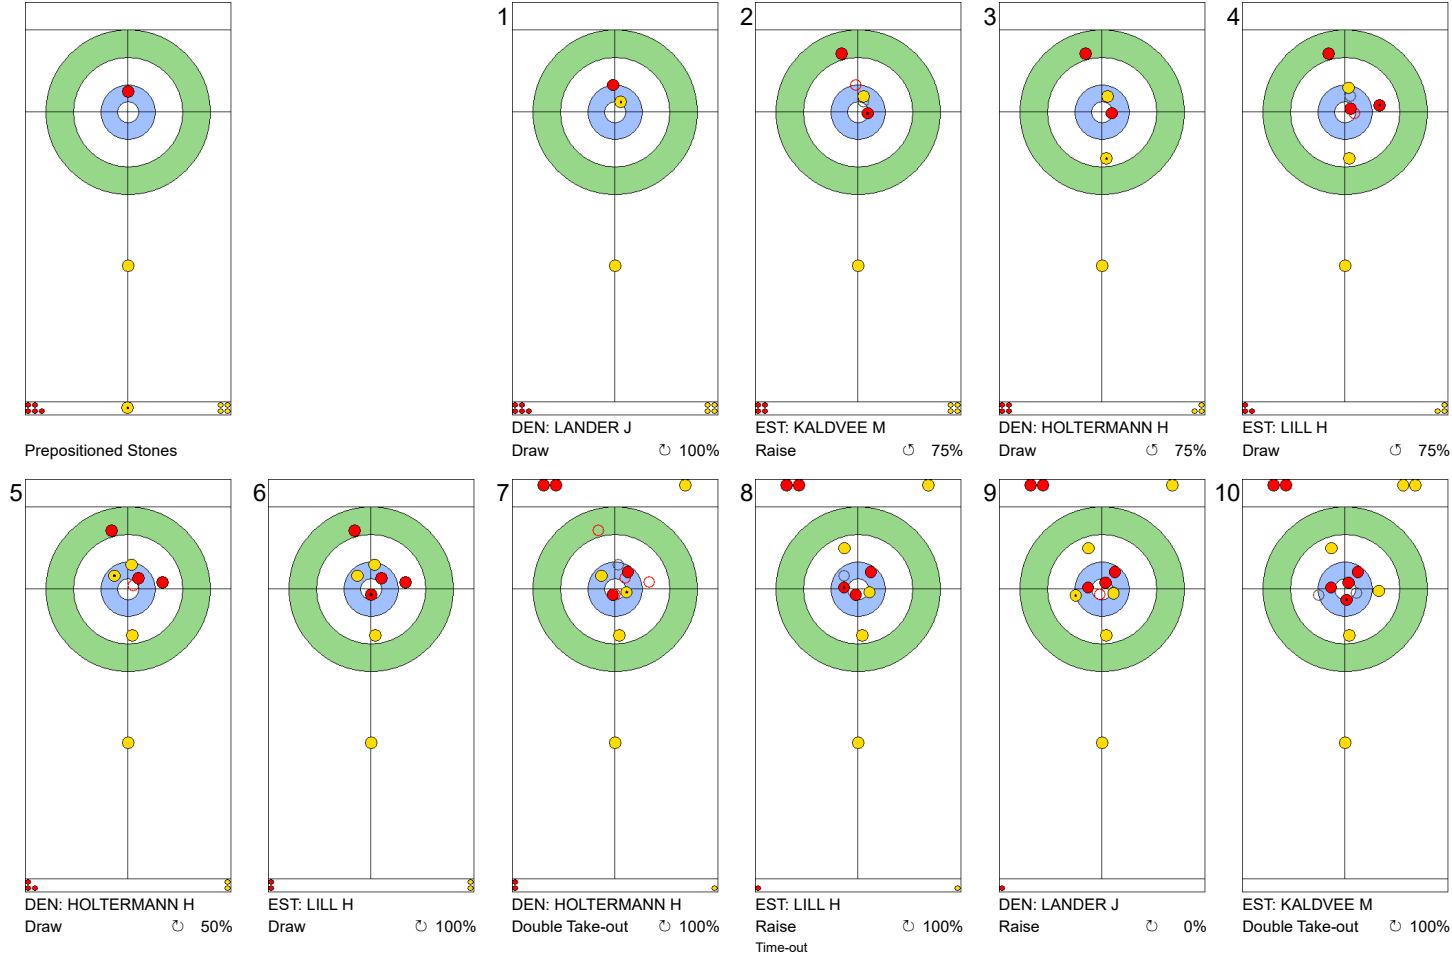 Prepositioned Stones
1
DEN: LANDER J
Draw ↻ 100%
2
EST: KALDVEE M
Raise ↺ 75%
3
DEN: HOLTERMANN H
Draw ↺ 75%
4
EST: LILL H
Draw ↺ 75%
5
DEN: HOLTERMANN H
Draw ↻ 50%
6
EST: LILL H
Draw ↻ 100%
7
DEN: HOLTERMANN H
Double Take-out ↻ 100%
8
EST: LILL H
Raise ↻ 100%
Time-out
9
DEN: LANDER J
Raise ↻ 0%
10
EST: KALDVEE M
Double Take-out ↻ 100%